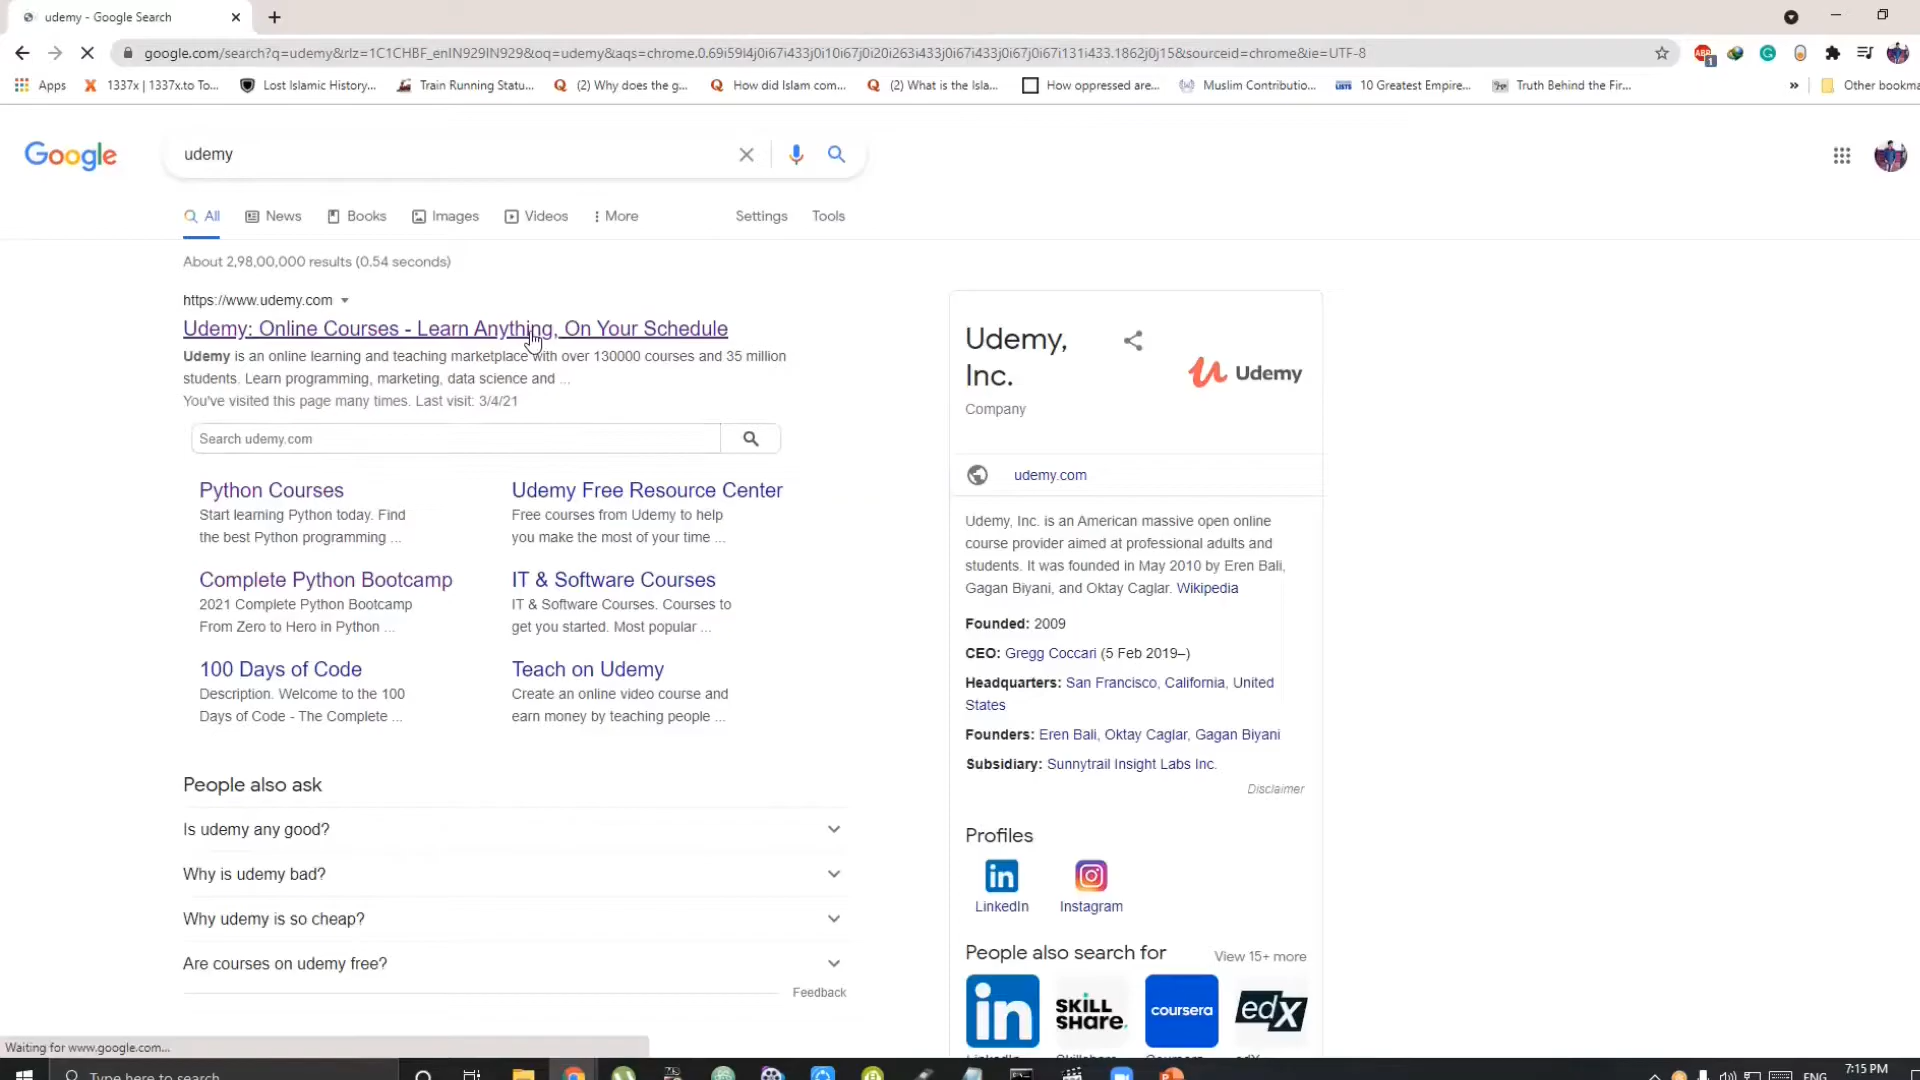 udemy - Google Search
google.com/search?q=udemy&rlz=1C1CHBF_enIN929IN929&oq=udemy&aqs=chrome.0.69i59l4j0i67i433j0i10i67j0i20i263i433j0i67i433j0i67j0i67i131i433.1862j0j15&sourceid=chrome&ie=UTF-8
Apps 1337x | 1337x.to To... Lost Islamic History... Train Running Statu... (2) Why does the g... How did Islam com... (2) What is the Isla... How oppressed are... Muslim Contributio... 10 Greatest Empire... Truth Behind the Fir... » Other bookma
Google udemy
All News Books Images Videos More Settings Tools
About 2,98,00,000 results (0.54 seconds)
https://www.udemy.com
Udemy: Online Courses - Learn Anything, On Your Schedule
Udemy is an online learning and teaching marketplace with over 130000 courses and 35 million
students. Learn programming, marketing, data science and ...
You've visited this page many times. Last visit: 3/4/21
Search udemy.com
Python Courses
Start learning Python today. Find
the best Python programming ...
Udemy Free Resource Center
Free courses from Udemy to help
you make the most of your time ...
Complete Python Bootcamp
2021 Complete Python Bootcamp
From Zero to Hero in Python ...
IT & Software Courses
IT & Software Courses. Courses to
get you started. Most popular ...
100 Days of Code
Description. Welcome to the 100
Days of Code - The Complete ...
Teach on Udemy
Create an online video course and
earn money by teaching people ...
People also ask
Is udemy any good?
Why is udemy bad?
Why udemy is so cheap?
Are courses on udemy free?
Feedback
Udemy,
Inc.
Company
Udemy
udemy.com
Udemy, Inc. is an American massive open online
course provider aimed at professional adults and
students. It was founded in May 2010 by Eren Bali,
Gagan Biyani, and Oktay Caglar. Wikipedia
Founded: 2009
CEO: Gregg Coccari (5 Feb 2019–)
Headquarters: San Francisco, California, United
States
Founders: Eren Bali, Oktay Caglar, Gagan Biyani
Subsidiary: Sunnytrail Insight Labs Inc.
Disclaimer
Profiles
LinkedIn Instagram
People also search for View 15+ more
in SKILL share. coursera edX
Waiting for www.google.com...
Type here to search
ENG 7:15 PM